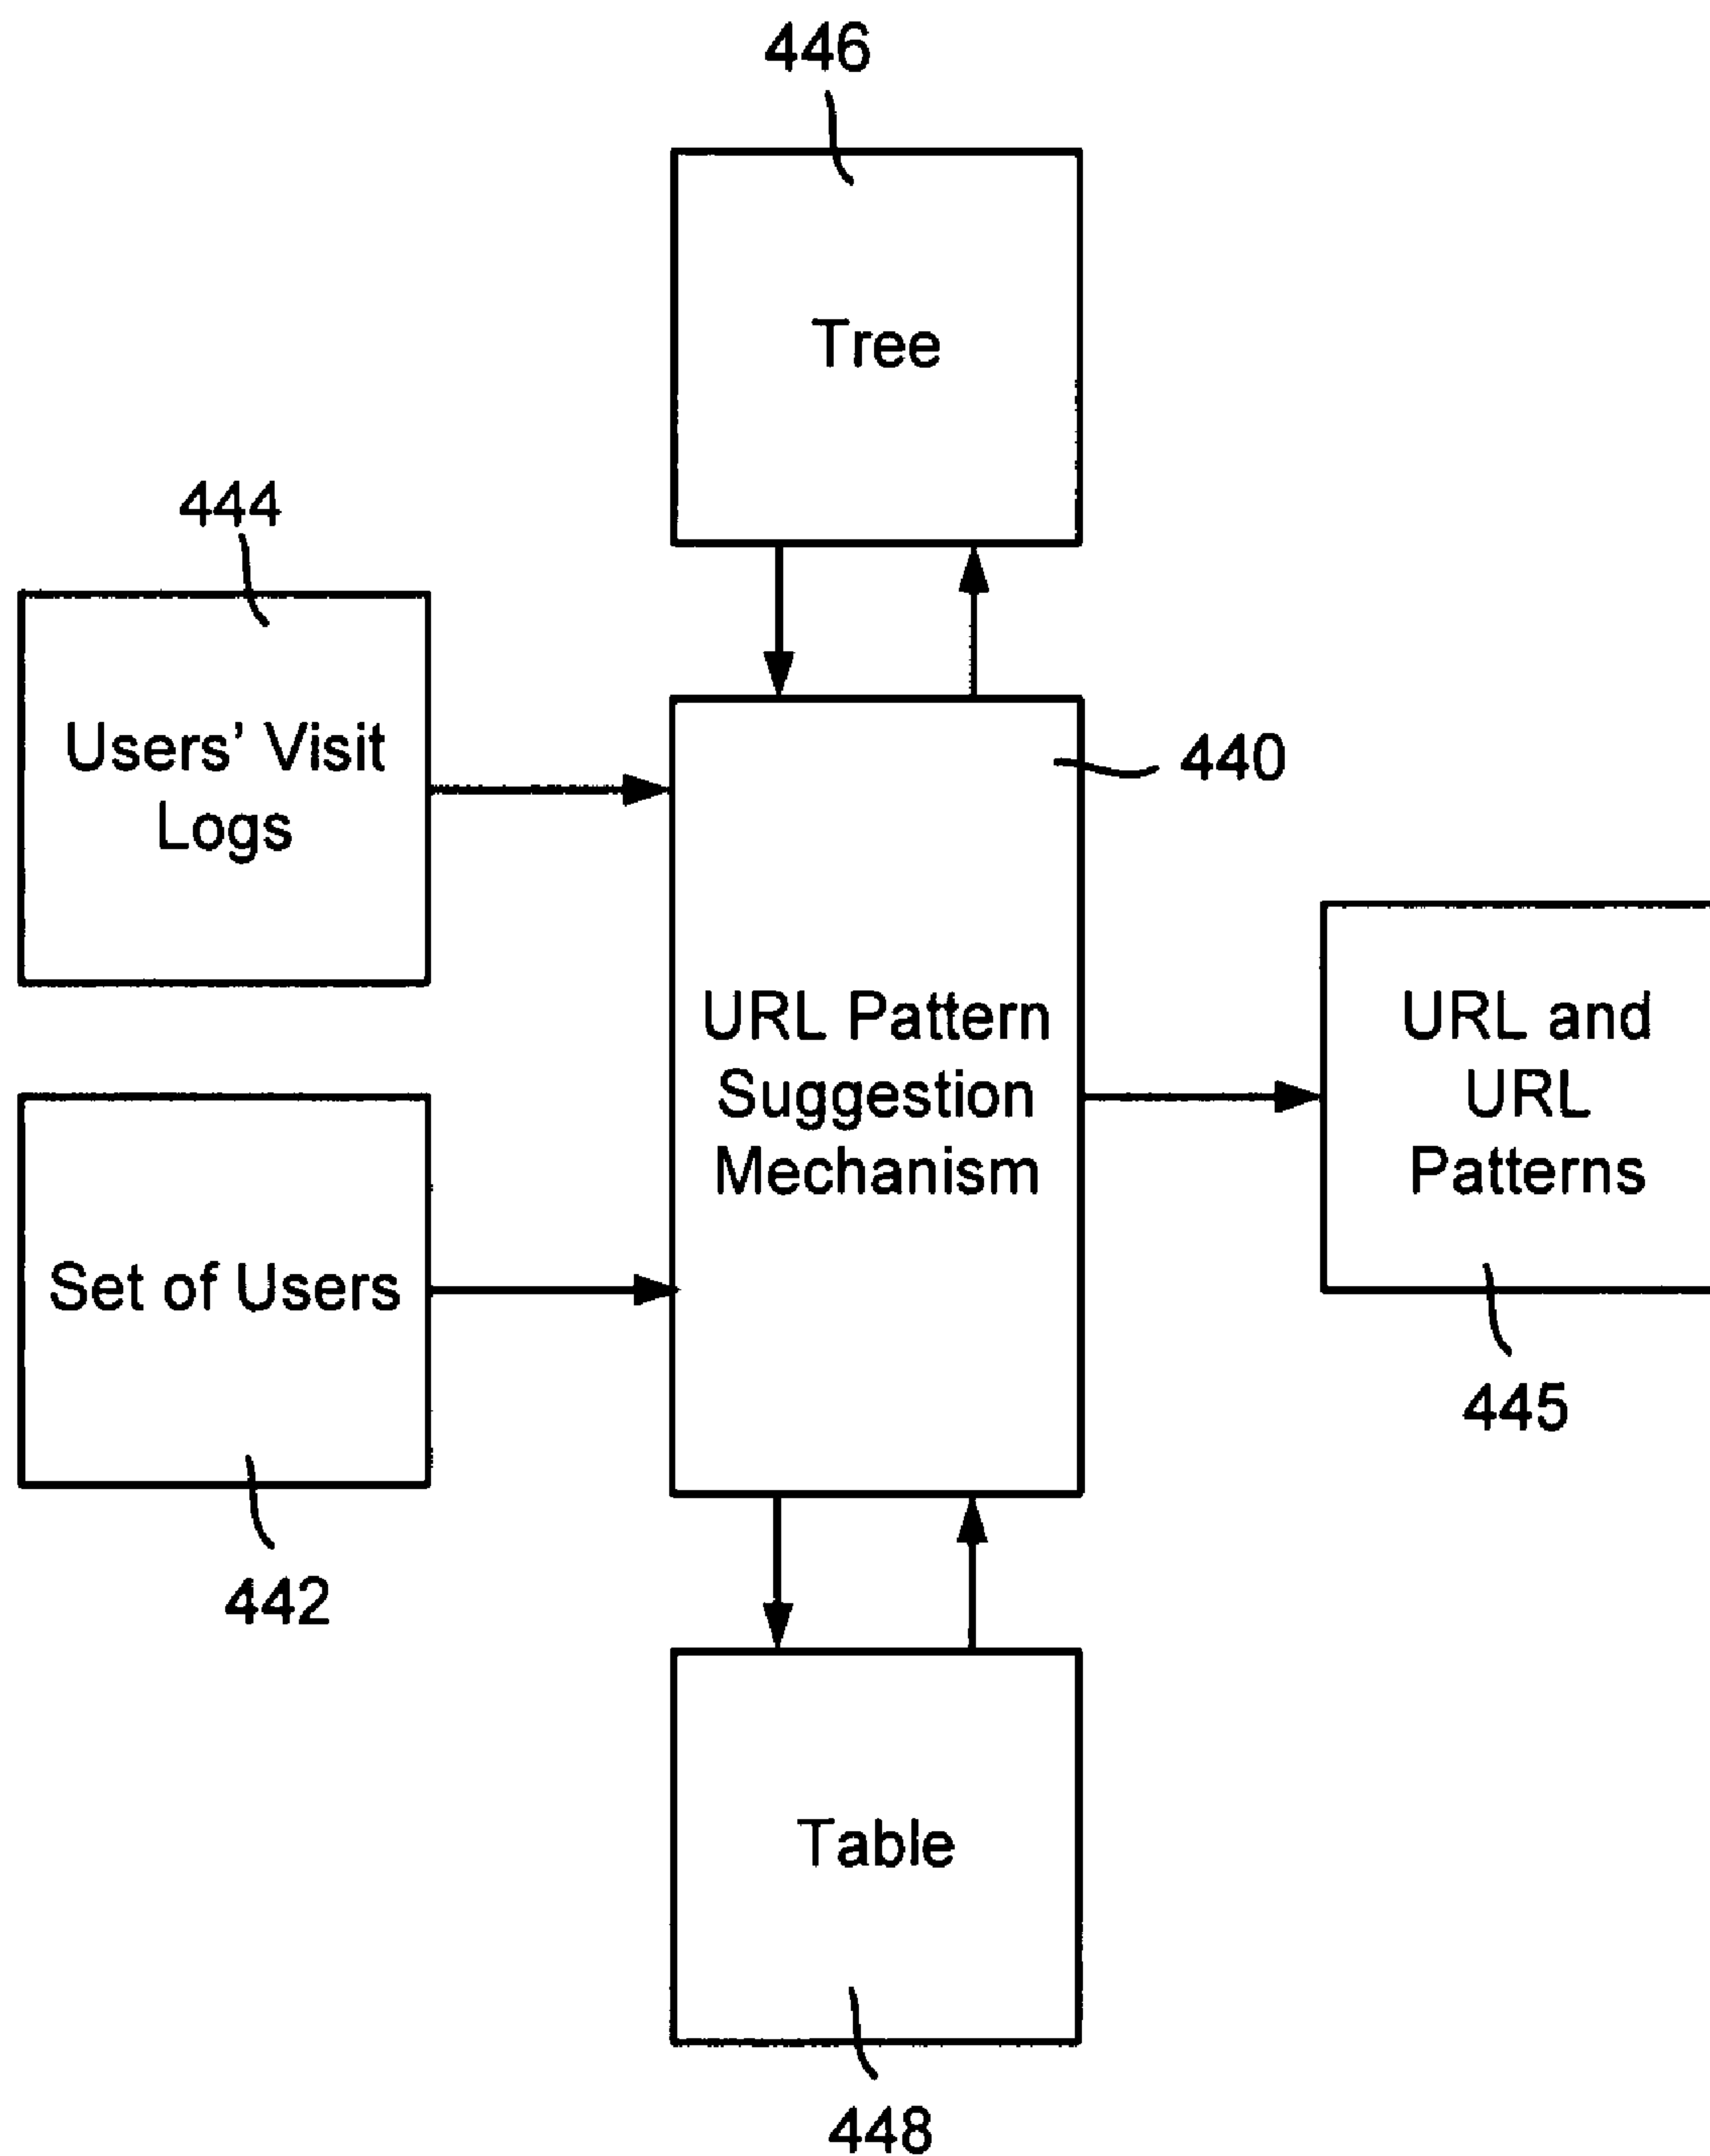 446
Tree
444
Users’ Visit
Logs
440
URL Pattern
Suggestion
Mechanism
URL and
URL
Patterns
445
Set of Users
442
Table
448